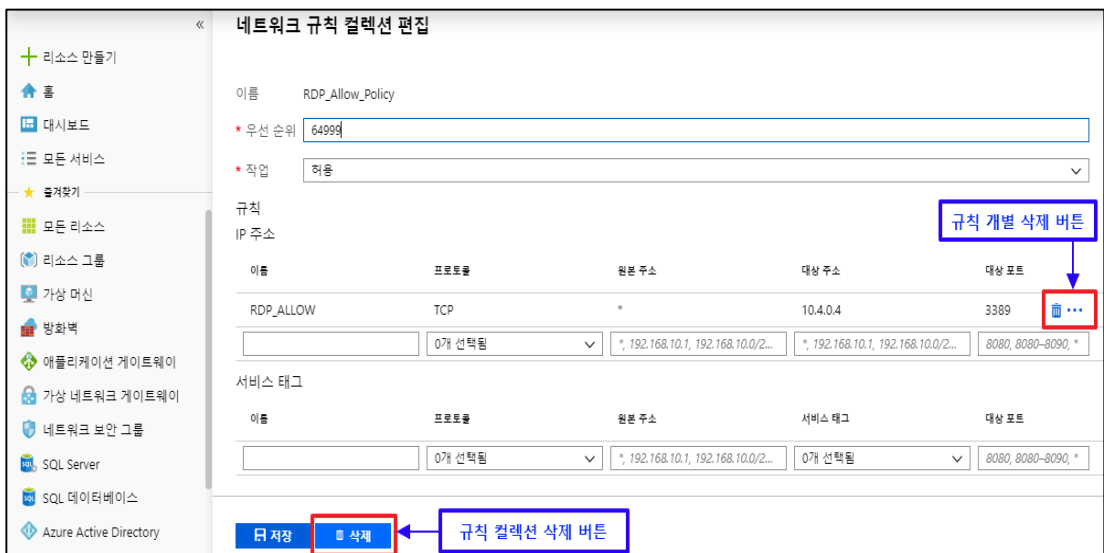 «
리소스 만들기
홈
대시보드
모든 서비스
즐겨찾기
모든 리소스
리소스 그룹
가상 머신
방화벽
애플리케이션 게이트웨이
가상 네트워크 게이트웨이
네트워크 보안 그룹
SQL Server
SQL 데이터베이스
Azure Active Directory
네트워크 규칙 컬렉션 편집
이름 RDP_Allow_Policy
* 우선 순위 64999
* 작업 허용
규칙
IP 주소
규칙 개별 삭제 버튼
이름 프로토콜 원본 주소 대상 주소 대상 포트
RDP_ALLOW TCP * 10.4.0.4 3389 ···
0개 선택됨 *, 192.168.10.1, 192.168.10.0/2... *, 192.168.10.1, 192.168.10.0/2... 8080, 8080–8090, *
서비스 태그
이름 프로토콜 원본 주소 서비스 태그 대상 포트
0개 선택됨 *, 192.168.10.1, 192.168.10.0/2... 0개 선택됨 8080, 8080–8090, *
저장 삭제 규칙 컬렉션 삭제 버튼